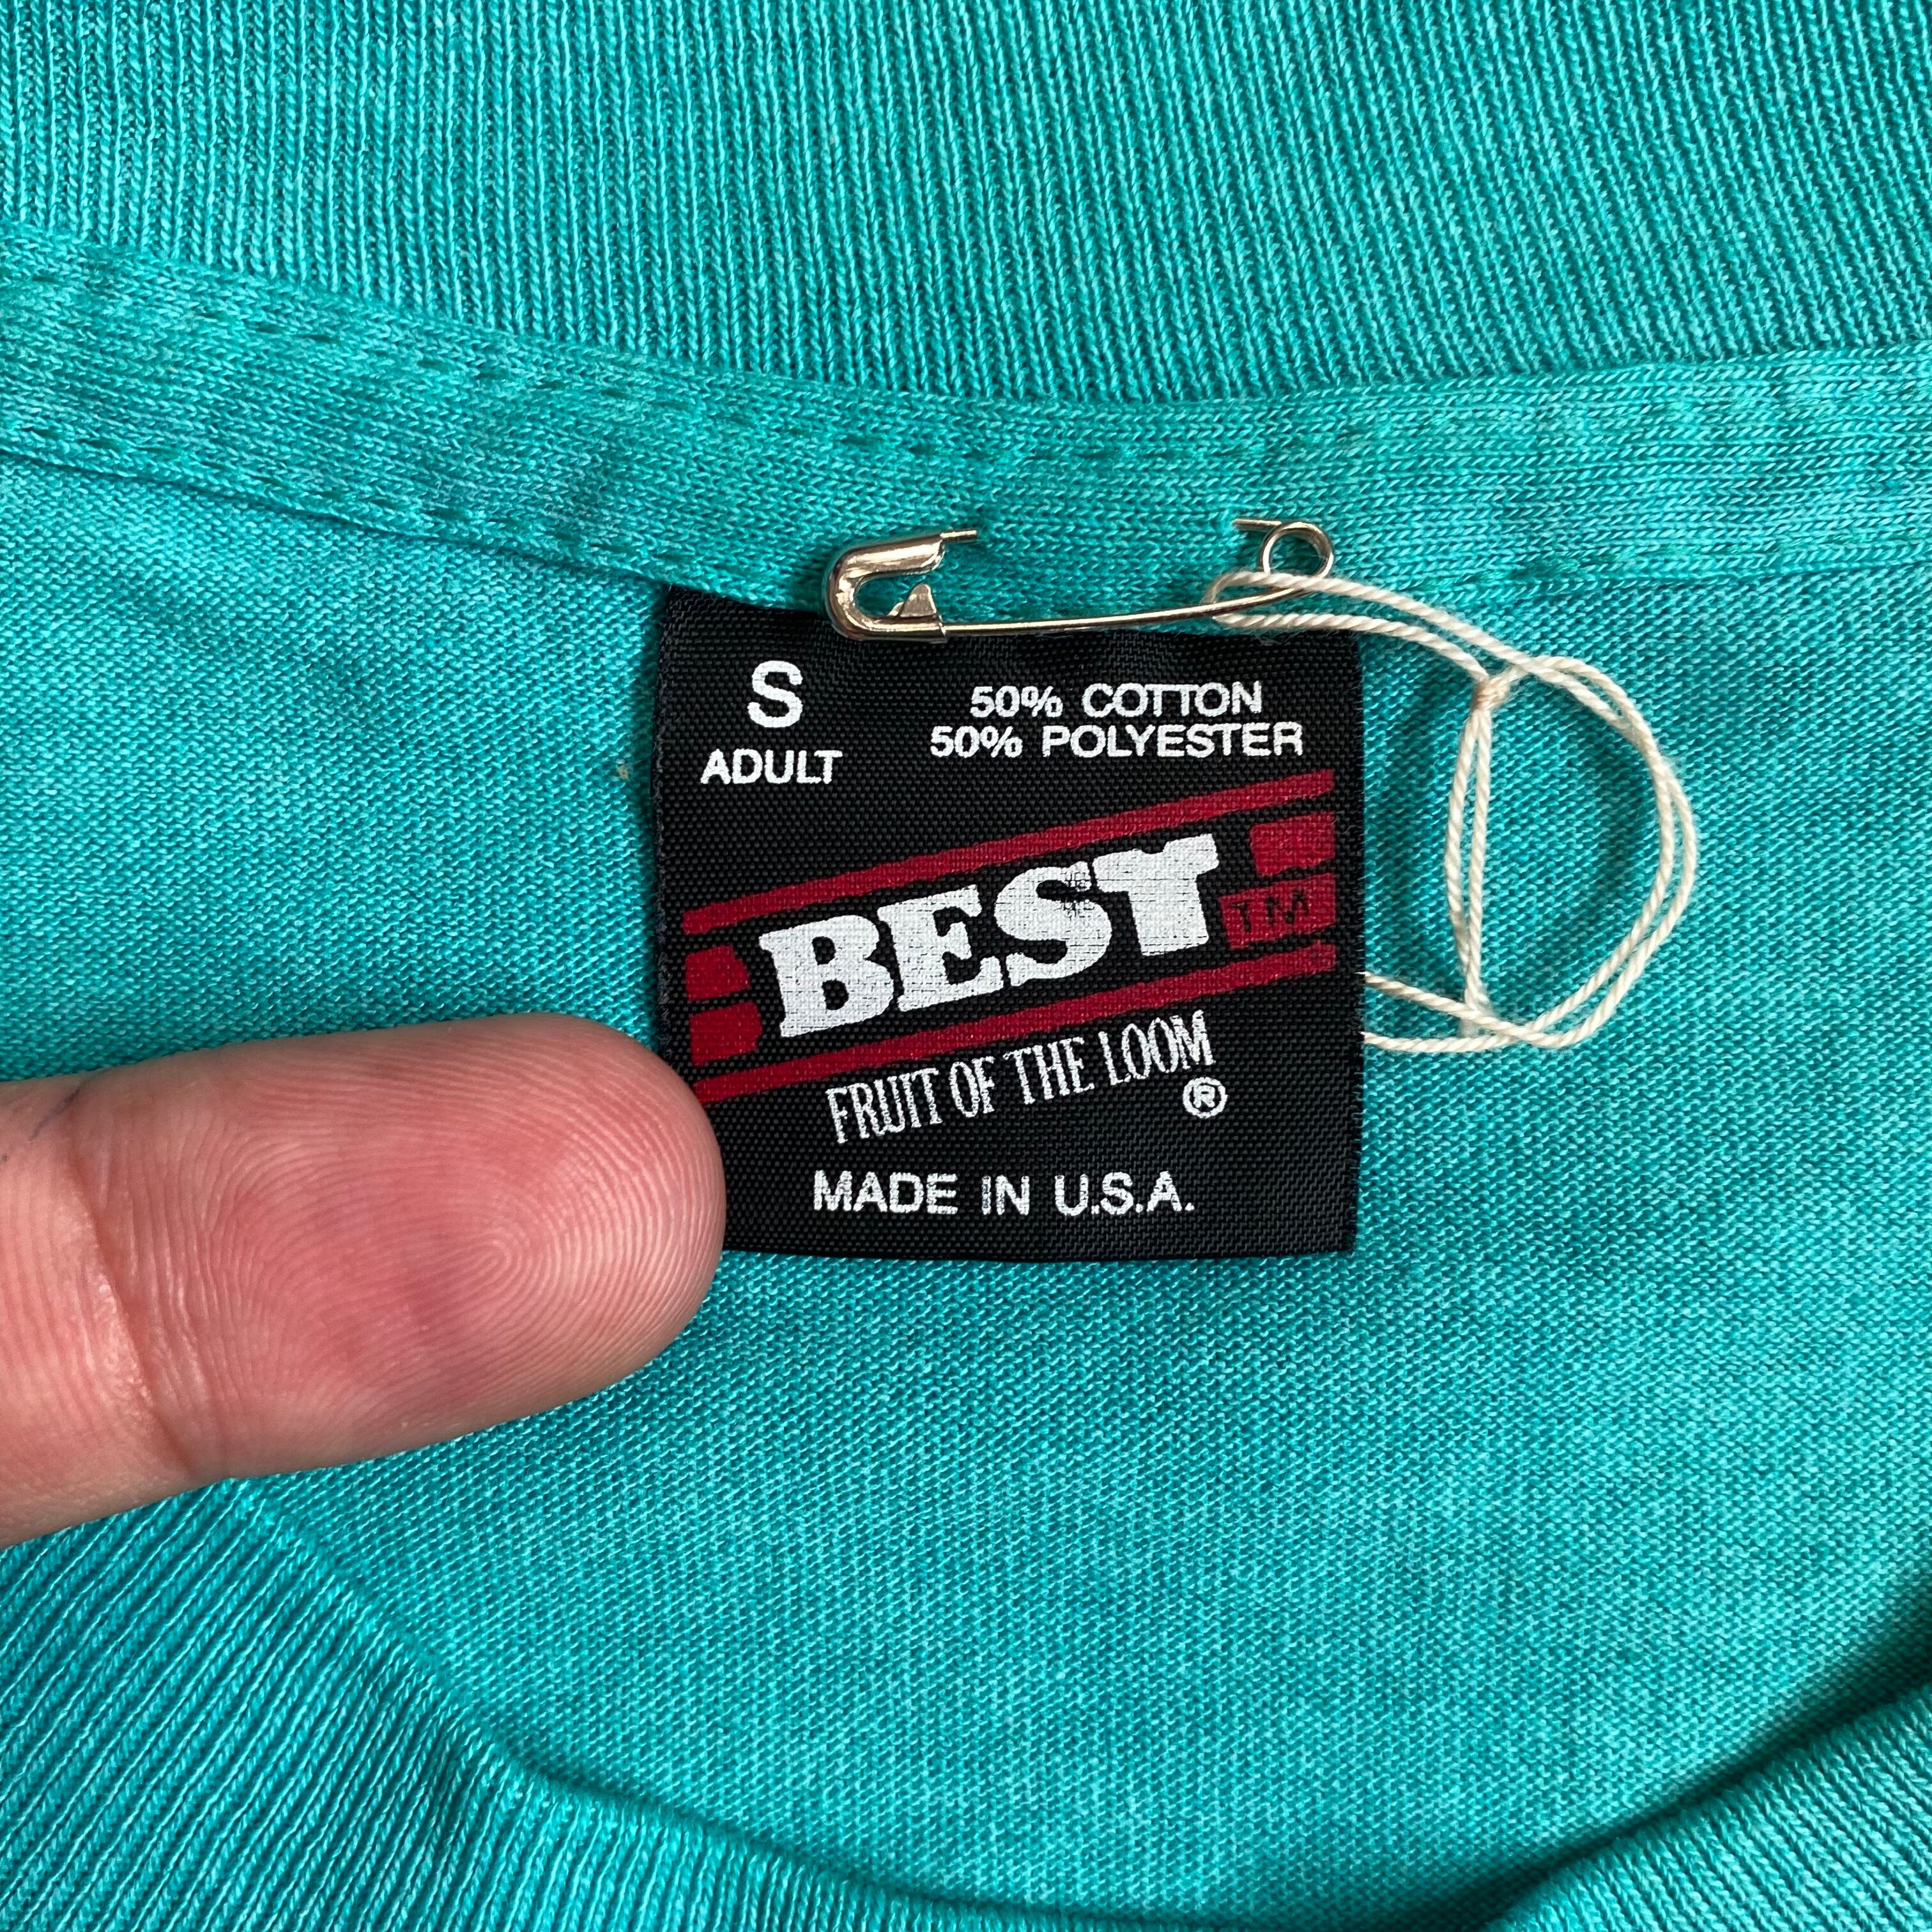 S
ADULT
50% COTTON
50% POLYESTER
BEST TM
FRUIT OF THE LOOM
®
MADE IN U.S.A.